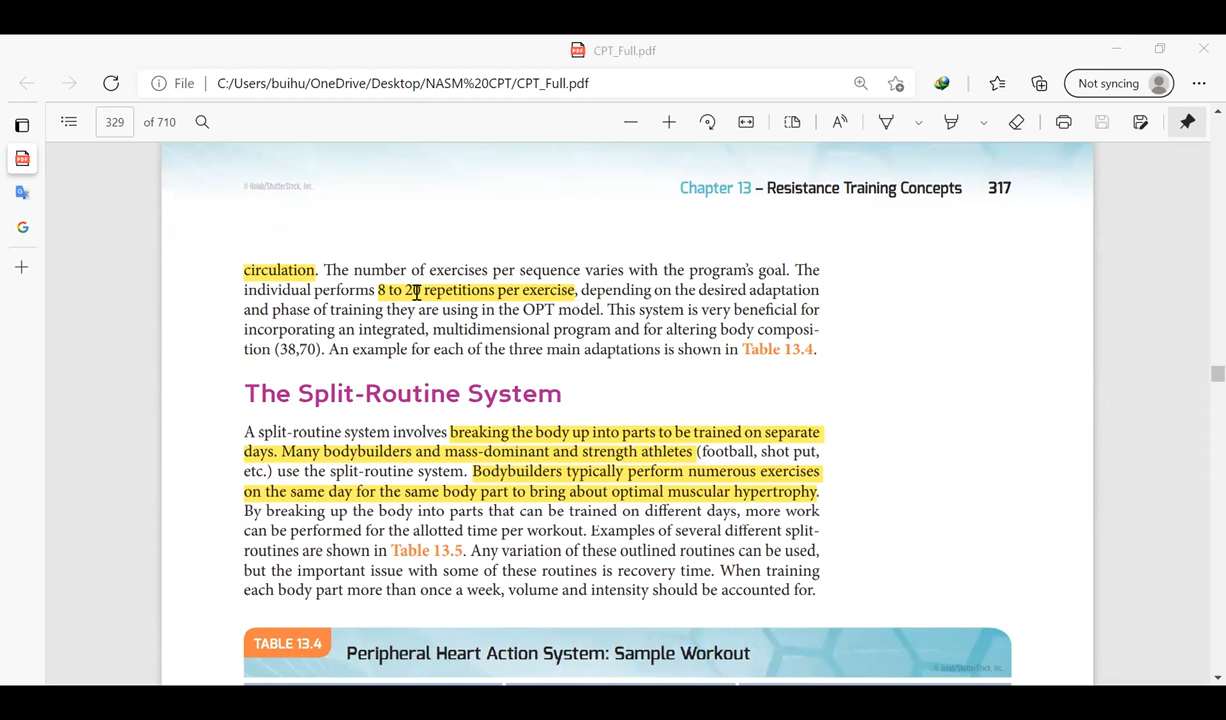 CPT_Full.pdf
File | C:/Users/buihu/OneDrive/Desktop/NASM%20CPT/CPT_Full.pdf
Not syncing
329 of 710
© Holab/ShutterStock, Inc.
Chapter 13 – Resistance Training Concepts 317
circulation. The number of exercises per sequence varies with the program's goal. The
individual performs 8 to 20 repetitions per exercise, depending on the desired adaptation
and phase of training they are using in the OPT model. This system is very beneficial for
incorporating an integrated, multidimensional program and for altering body composi-
tion (38,70). An example for each of the three main adaptations is shown in Table 13.4.
The Split-Routine System
A split-routine system involves breaking the body up into parts to be trained on separate
days. Many bodybuilders and mass-dominant and strength athletes (football, shot put,
etc.) use the split-routine system. Bodybuilders typically perform numerous exercises
on the same day for the same body part to bring about optimal muscular hypertrophy.
By breaking up the body into parts that can be trained on different days, more work
can be performed for the allotted time per workout. Examples of several different split-
routines are shown in Table 13.5. Any variation of these outlined routines can be used,
but the important issue with some of these routines is recovery time. When training
each body part more than once a week, volume and intensity should be accounted for.
TABLE 13.4 Peripheral Heart Action System: Sample Workout